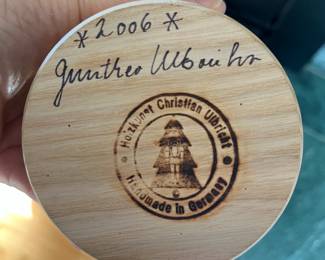 *2006*
Gunther Ulbricht
Holzkunst Christian Ulbricht
Handmade in Germany